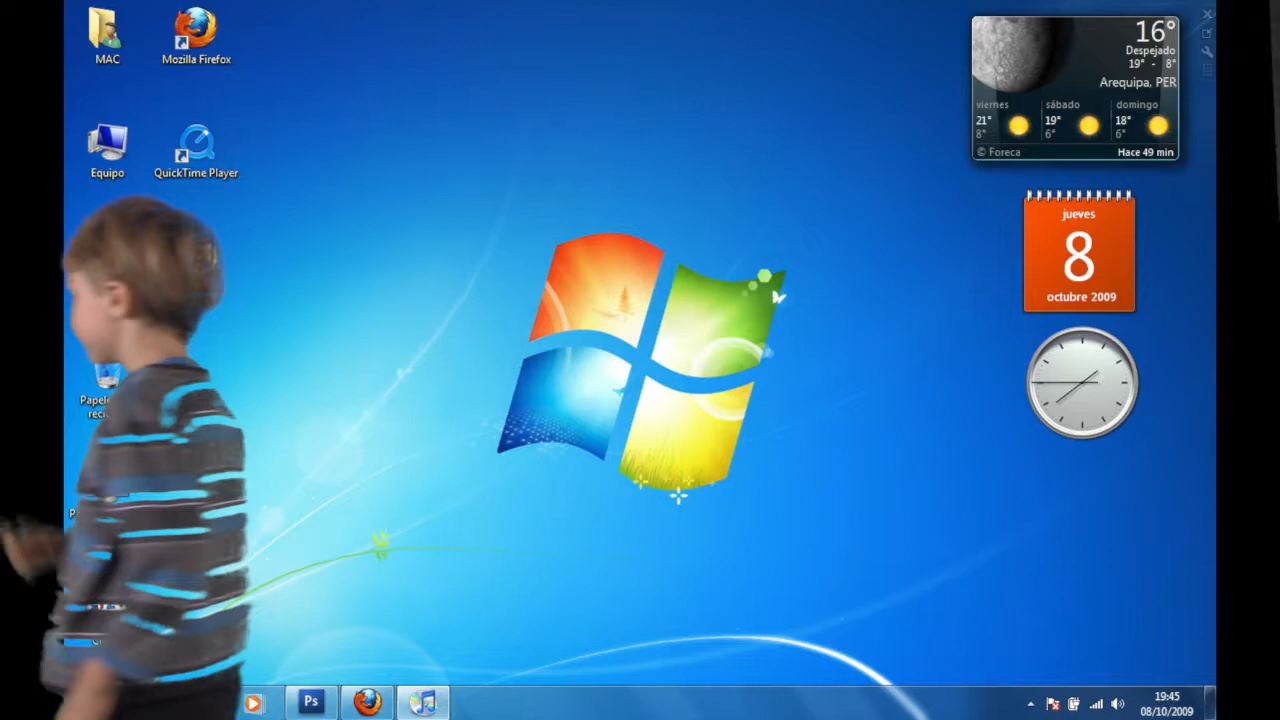 MAC
Mozilla Firefox
Equipo
QuickTime Player
16°
Despejado
19° - 8°
Arequipa, PER
viernes
21°
8°
sábado
19°
6°
domingo
18°
6°
© Foreca
Hace 49 min
jueves
8
octubre 2009
Ps
19:45
08/10/2009